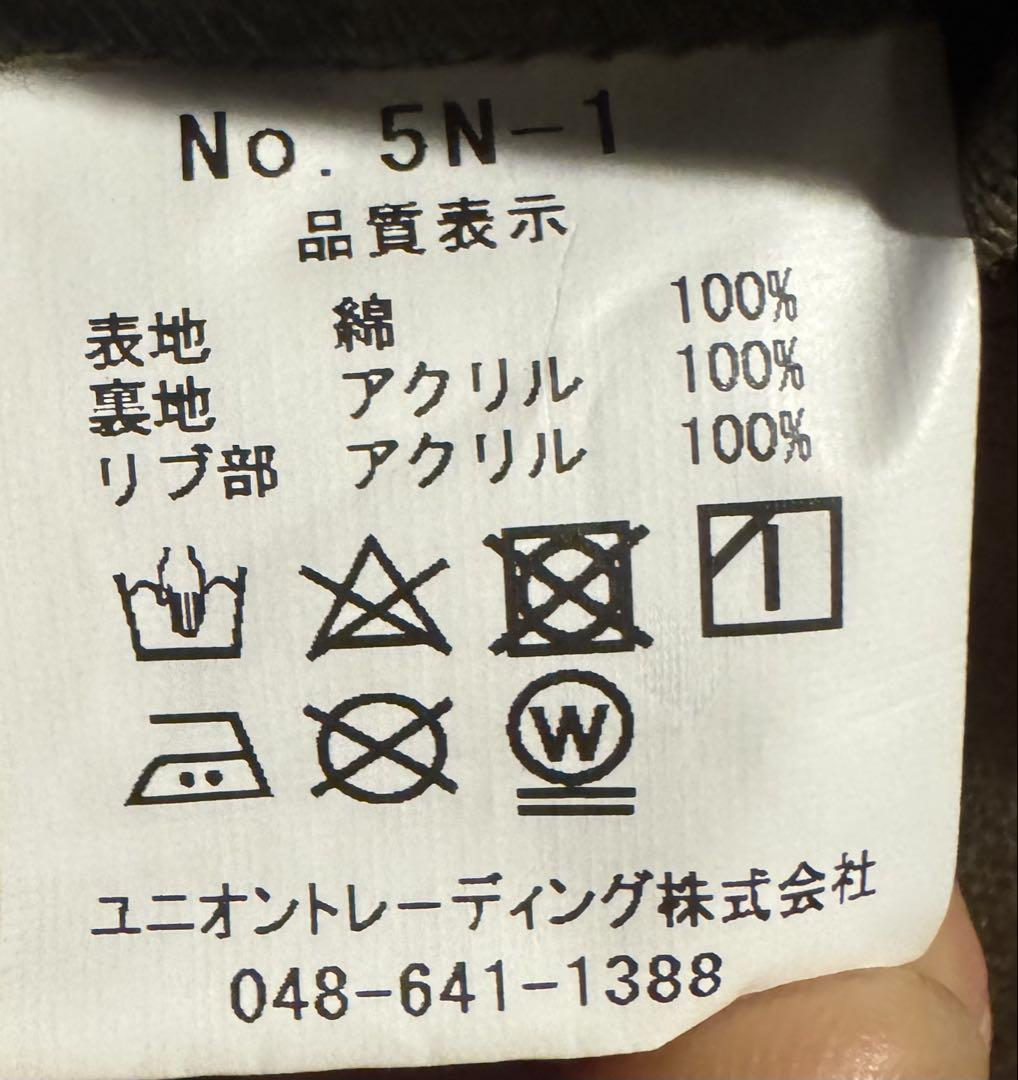 No. 5N-1
品質表示
表地 綿 100%
裏地 アクリル 100%
リブ部 アクリル 100%
W
ユニオントレーディング株式会社
048-641-1388